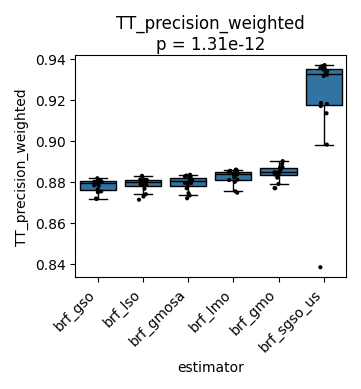 TT_precision_weighted
p = 1.31e-12
TT_precision_weighted
0.94
0.92
0.90
0.88
0.86
0.84
brf_gso
brf_lso
brf_gmosa
brf_lmo
brf_gmo
brf_sgso_us
estimator